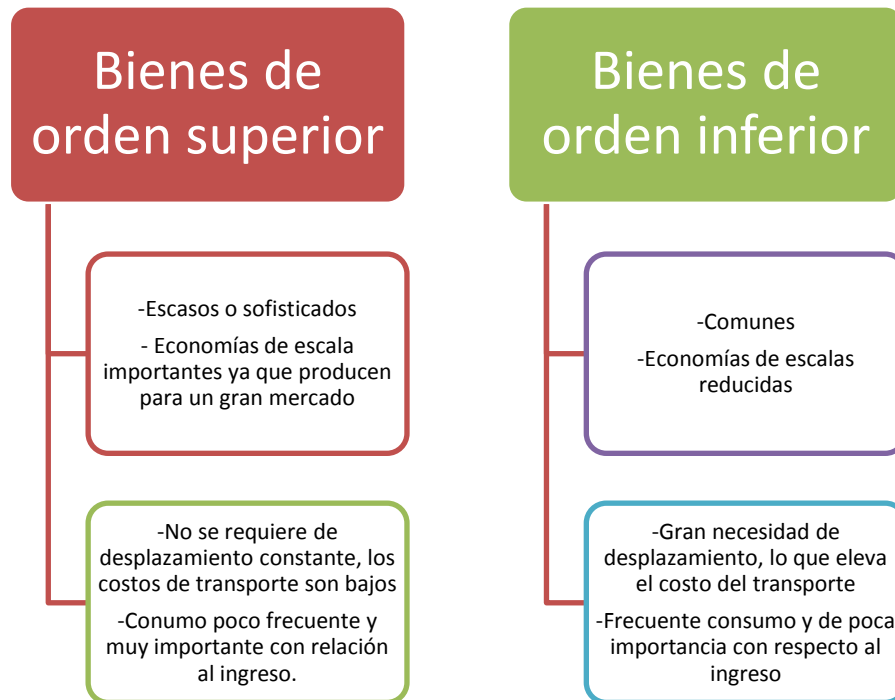 Bienes de
orden superior
-Escasos o sofisticados
- Economías de escala
importantes ya que producen
para un gran mercado
-No se requiere de
desplazamiento constante, los
costos de transporte son bajos
-Conumo poco frecuente y
muy importante con relación
al ingreso.
Bienes de
orden inferior
-Comunes
-Economías de escalas
reducidas
-Gran necesidad de
desplazamiento, lo que eleva
el costo del transporte
-Frecuente consumo y de poca
importancia con respecto al
ingreso